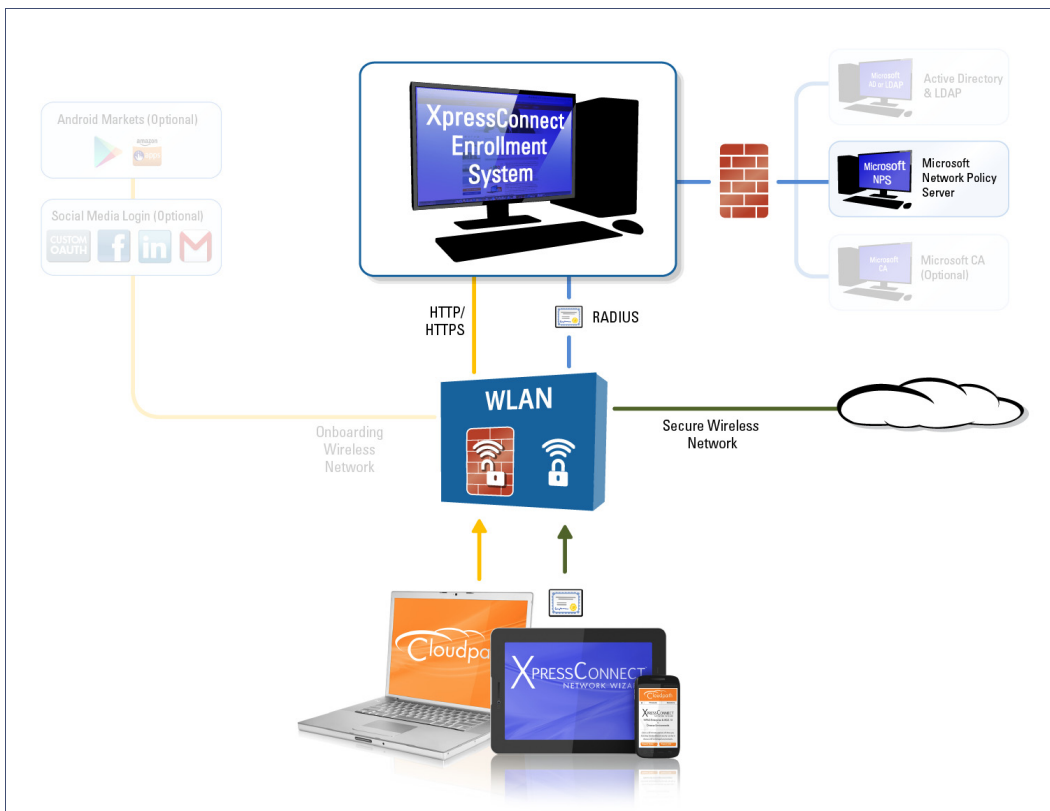 XpressConnect
Enrollment
System
Android Markets (Optional)
amazon
Social Media Login (Optional)
CUSTOM
OAUTH
f
in
Microsoft
AD or LDAP
Active Directory
& LDAP
Microsoft
NPS
Microsoft
Network Policy
Server
Microsoft
CA
Microsoft CA
(Optional)
HTTP/
HTTPS
RADIUS
WLAN
Onboarding
Wireless
Network
Secure Wireless
Network
Cloudpa
XPRESSCONNECT
NETWORK WIZA
Cloudpath
XPRESSCONNECT